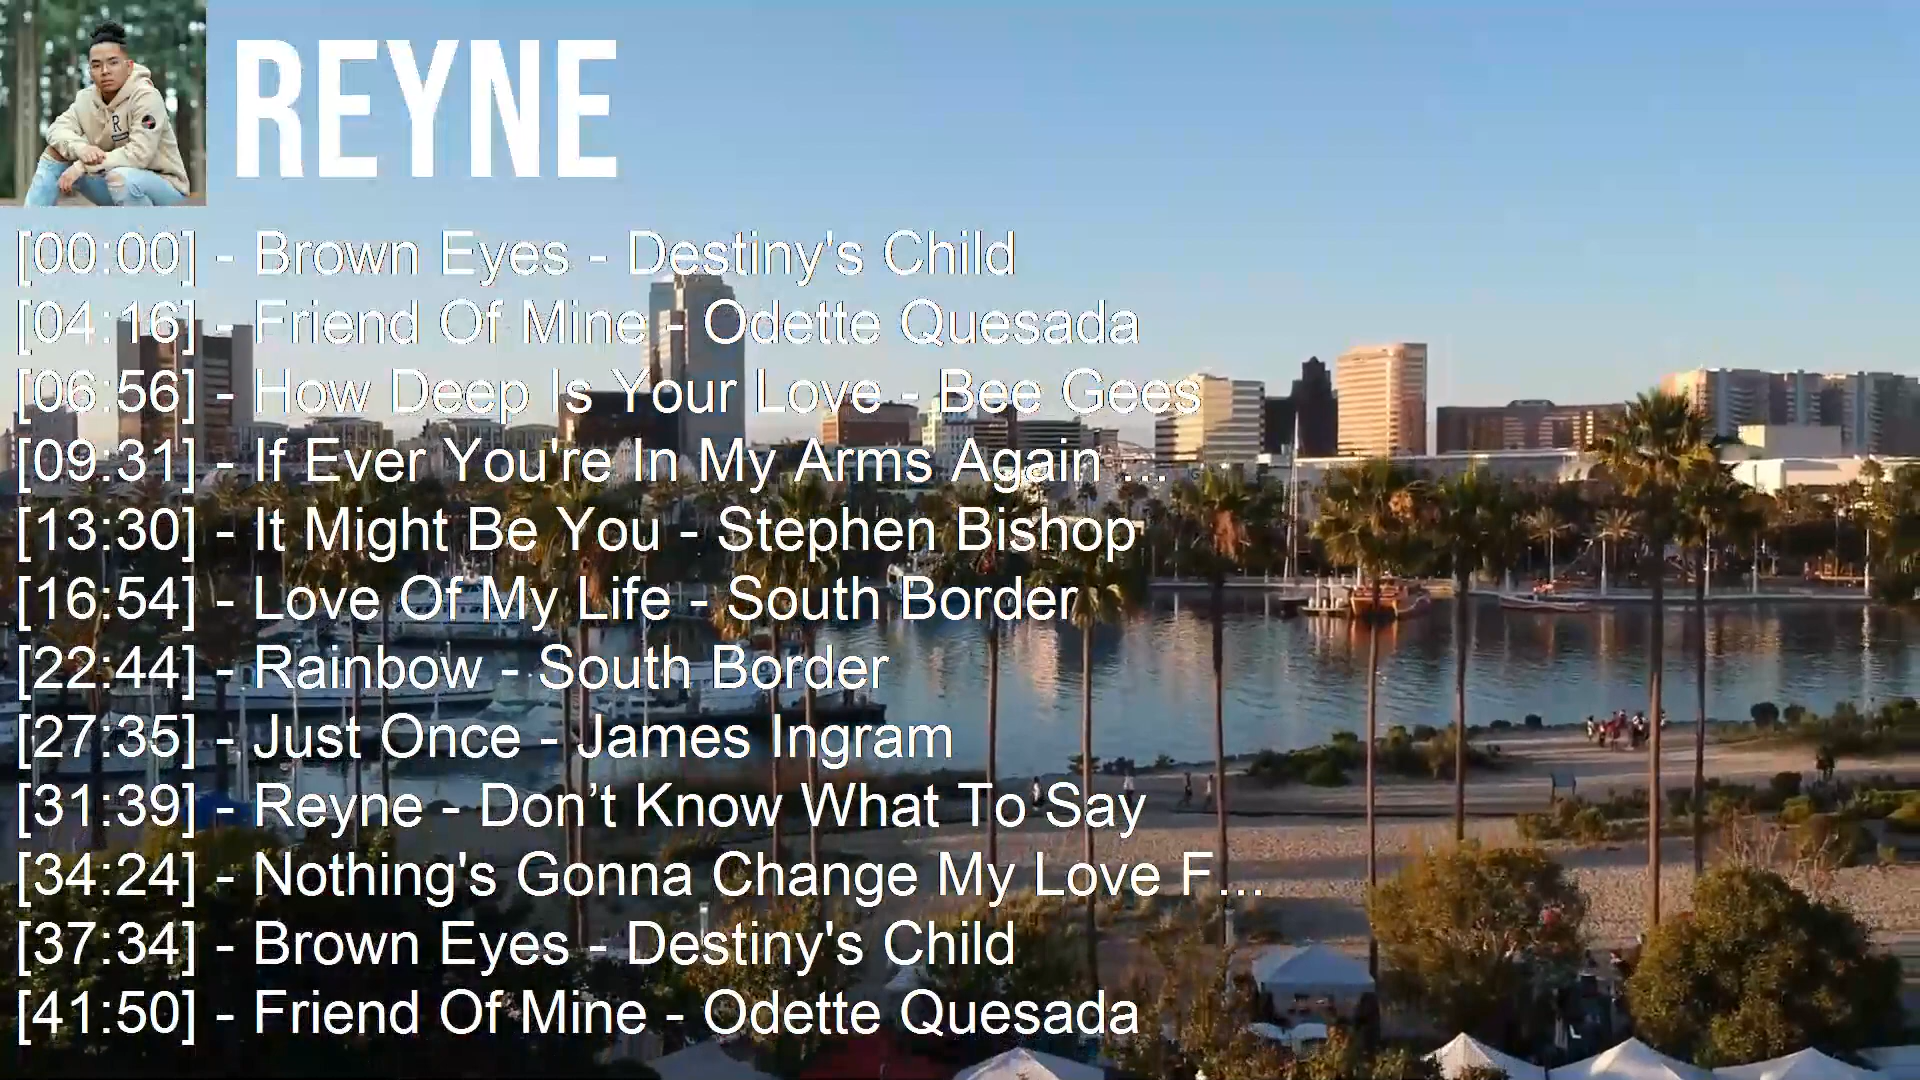 REYNE
R
[00:00] - Brown Eyes - Destiny's Child
[04:16] - Friend Of Mine - Odette Quesada
[06:56] - How Deep Is Your Love - Bee Gees
[09:31] - If Ever You're In My Arms Again ...
[13:30] - It Might Be You - Stephen Bishop
[16:54] - Love Of My Life - South Border
[22:44] - Rainbow - South Border
[27:35] - Just Once - James Ingram
[31:39] - Reyne - Don’t Know What To Say
[34:24] - Nothing's Gonna Change My Love F...
[37:34] - Brown Eyes - Destiny's Child
[41:50] - Friend Of Mine - Odette Quesada